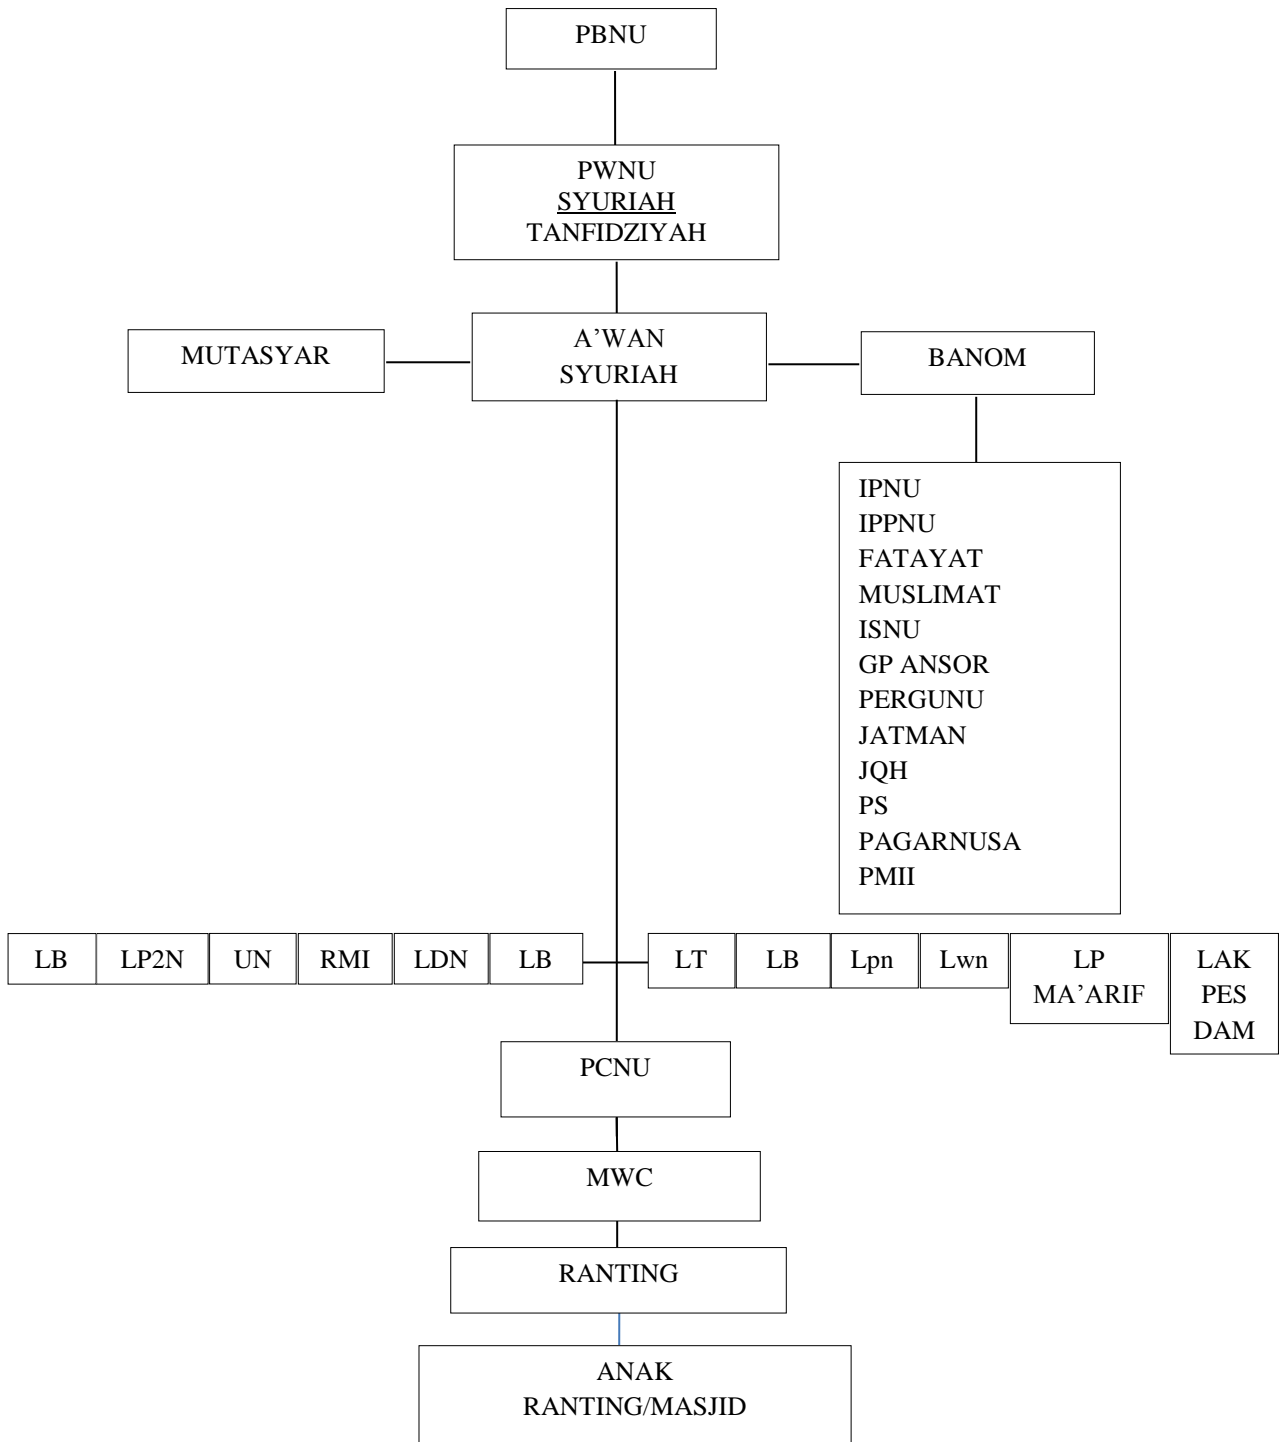 PBNU
PWNU
SYURIAH
TANFIDZIYAH
MUTASYAR
A’WAN
SYURIAH
BANOM
IPNU
IPPNU
FATAYAT
MUSLIMAT
ISNU
GP ANSOR
PERGUNU
JATMAN
JQH
PS
PAGARNUSA
PMII
LB
LP2N
UN
RMI
LDN
LB
LT
LB
Lpn
Lwn
LP
MA’ARIF
LAK
PES
DAM
PCNU
MWC
RANTING
ANAK
RANTING/MASJID